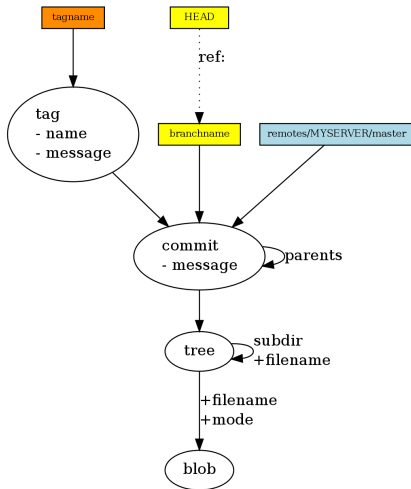 tagname
HEAD
ref:
tag
- name
- message
branchname
remotes/MYSERVER/master
commit
- message
parents
tree
subdir
+filename
+filename
+mode
blob